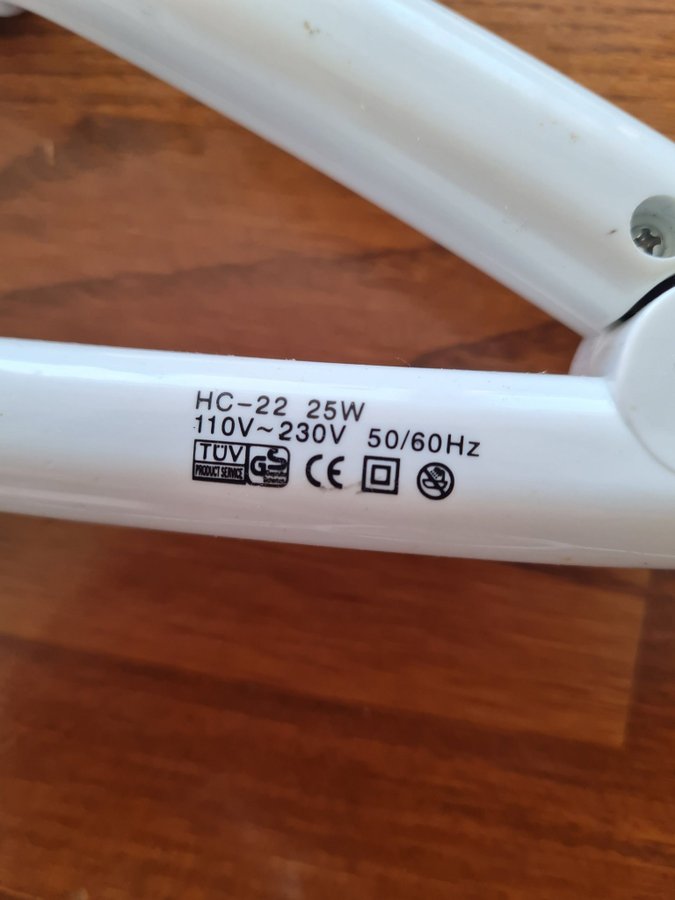 HC-22 25W
110V~230V 50/60Hz
TÜV GS CE
PRODUCT SERVICE